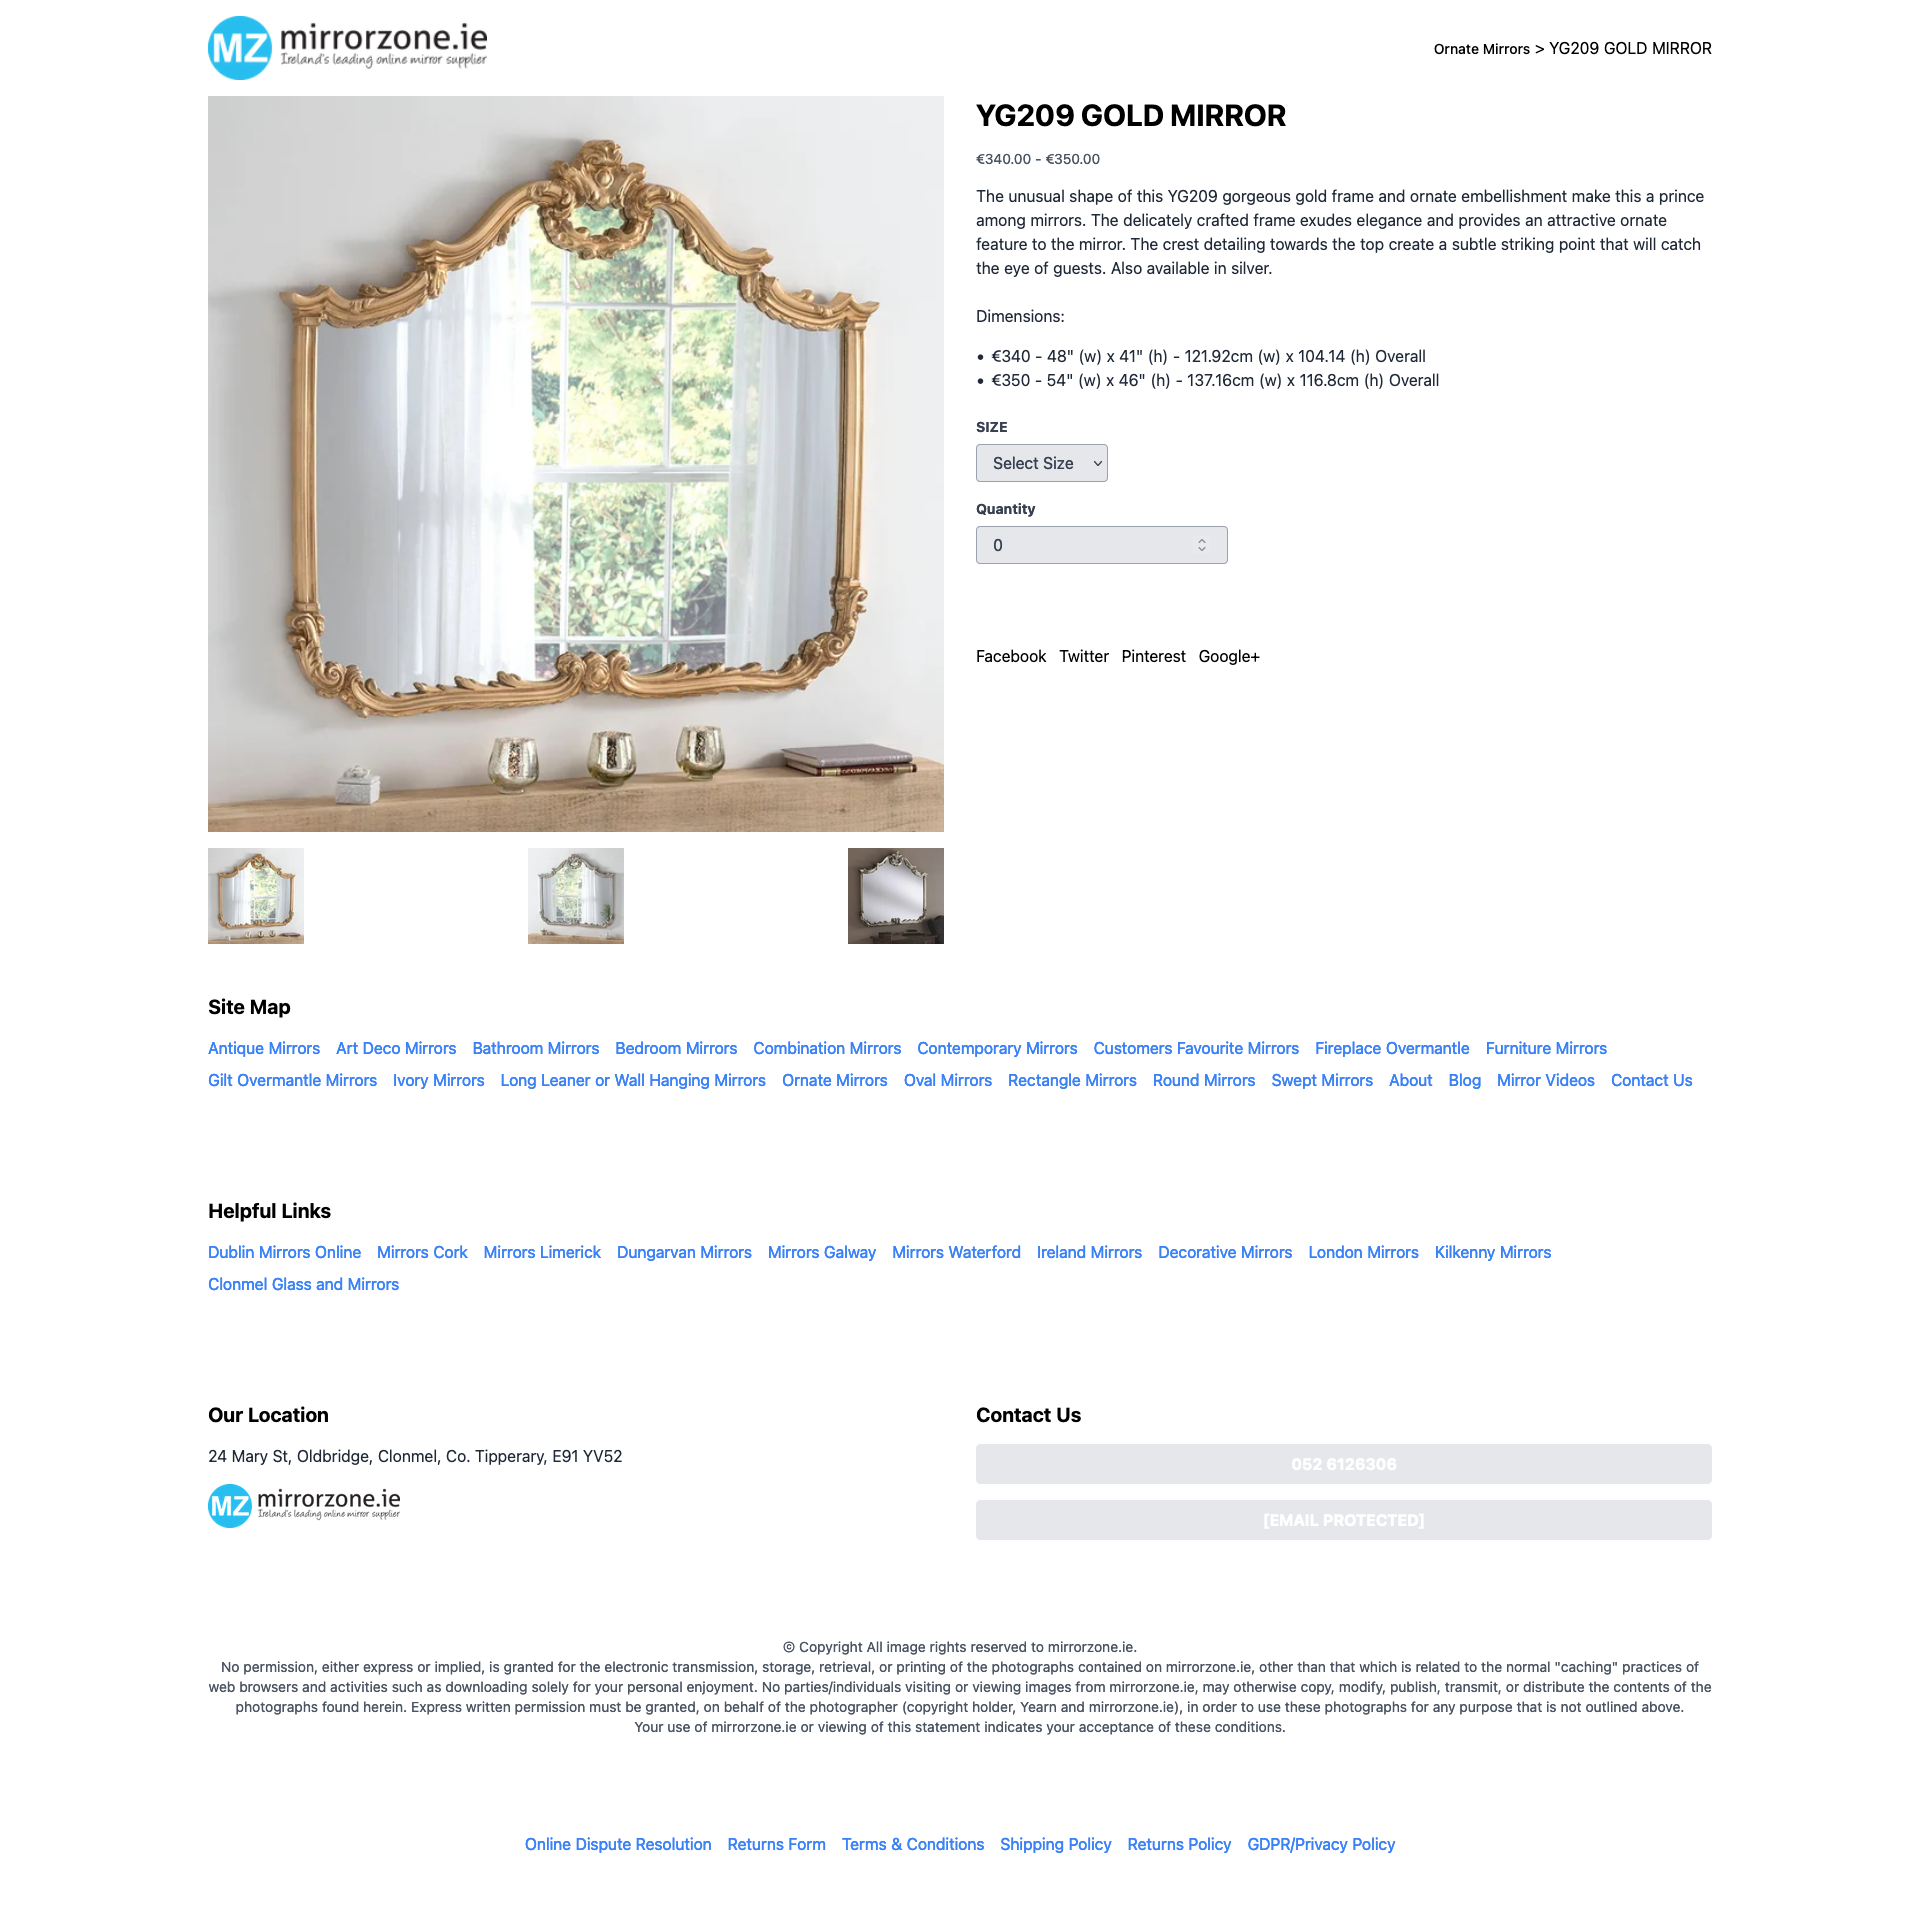 MZ mirrorzone.ie
Ireland's leading online mirror supplier
Ornate Mirrors > YG209 GOLD MIRROR
YG209 GOLD MIRROR
€340.00 - €350.00
The unusual shape of this YG209 gorgeous gold frame and ornate embellishment make this a prince
among mirrors. The delicately crafted frame exudes elegance and provides an attractive ornate
feature to the mirror. The crest detailing towards the top create a subtle striking point that will catch
the eye of guests. Also available in silver.
Dimensions:
• €340 - 48" (w) x 41" (h) - 121.92cm (w) x 104.14 (h) Overall
• €350 - 54" (w) x 46" (h) - 137.16cm (w) x 116.8cm (h) Overall
SIZE
Select Size
Quantity
0
Facebook Twitter Pinterest Google+
Site Map
Antique Mirrors Art Deco Mirrors Bathroom Mirrors Bedroom Mirrors Combination Mirrors Contemporary Mirrors Customers Favourite Mirrors Fireplace Overmantle Furniture Mirrors
Gilt Overmantle Mirrors Ivory Mirrors Long Leaner or Wall Hanging Mirrors Ornate Mirrors Oval Mirrors Rectangle Mirrors Round Mirrors Swept Mirrors About Blog Mirror Videos Contact Us
Helpful Links
Dublin Mirrors Online Mirrors Cork Mirrors Limerick Dungarvan Mirrors Mirrors Galway Mirrors Waterford Ireland Mirrors Decorative Mirrors London Mirrors Kilkenny Mirrors
Clonmel Glass and Mirrors
Our Location
24 Mary St, Oldbridge, Clonmel, Co. Tipperary, E91 YV52
MZ mirrorzone.ie
Ireland's leading online mirror supplier
Contact Us
052 6126306
[EMAIL PROTECTED]
© Copyright All image rights reserved to mirrorzone.ie.
No permission, either express or implied, is granted for the electronic transmission, storage, retrieval, or printing of the photographs contained on mirrorzone.ie, other than that which is related to the normal "caching" practices of
web browsers and activities such as downloading solely for your personal enjoyment. No parties/individuals visiting or viewing images from mirrorzone.ie, may otherwise copy, modify, publish, transmit, or distribute the contents of the
photographs found herein. Express written permission must be granted, on behalf of the photographer (copyright holder, Yearn and mirrorzone.ie), in order to use these photographs for any purpose that is not outlined above.
Your use of mirrorzone.ie or viewing of this statement indicates your acceptance of these conditions.
Online Dispute Resolution Returns Form Terms & Conditions Shipping Policy Returns Policy GDPR/Privacy Policy